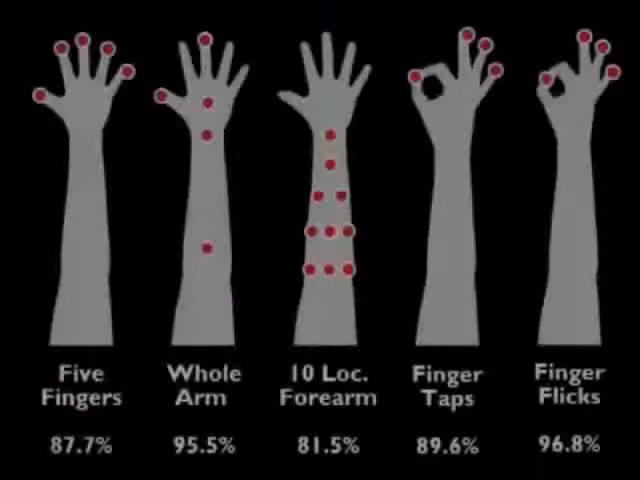 Five
Fingers
87.7%
Whole
Arm
95.5%
10 Loc.
Forearm
81.5%
Finger
Taps
89.6%
Finger
Flicks
96.8%